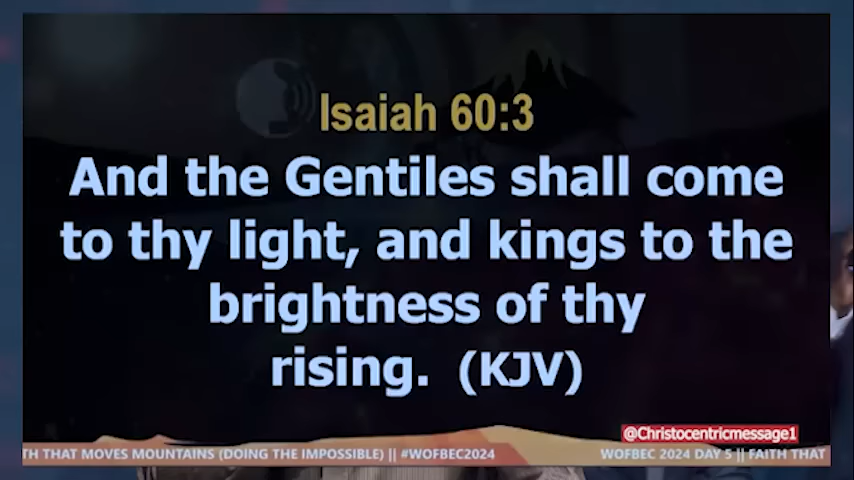 Isaiah 60:3
And the Gentiles shall come
to thy light, and kings to the
brightness of thy
rising. (KJV)
@Christocentricmessage1
TH THAT MOVES MOUNTAINS (DOING THE IMPOSSIBLE) || #WOFBEC2024 WOFBEC 2024 DAY 5 || FAITH THAT